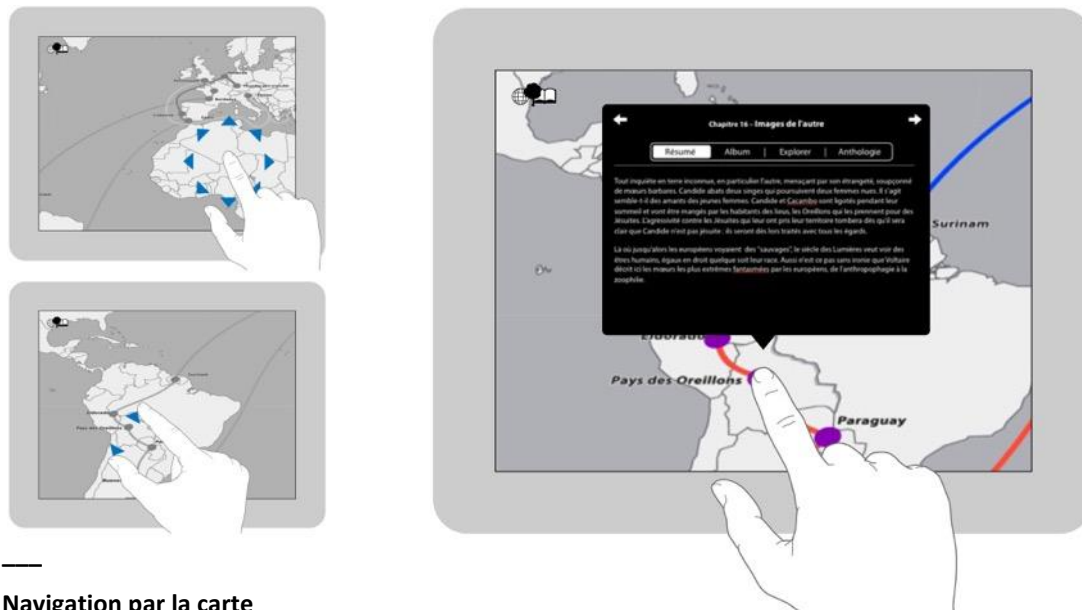 Surinam
Eldorado
Pays des Oreillons
Chapitre 16 - Images de l'autre
Résumé | Album | Explorer | Anthologie
Tout inquiète en terre inconnue, en particulier l'autre, menaçant par son étrangeté, soupçonné
de mœurs barbares. Candide abats deux singes qui poursuivent deux femmes nues. Il s'agit
semble-t-il des amants des jeunes femmes. Candide et Cacambo sont ligotés pendant leur
sommeil et vont être mangés par les habitants des lieux, les Oreillons qui les prennent pour des
Jésuites. L'agressivité contre les Jésuites qui leur ont pris leur territoire tombera dès qu'il sera
clair que Candide n'est pas jésuite : ils seront dès lors traités avec tous les égards.
Là où jusqu'alors les européens voyaient des "sauvages", le siècle des Lumières veut voir des
êtres humains, égaux en droit quelque soit leur race. Aussi n'est ce pas sans ironie que Voltaire
décrit ici les mœurs les plus extrêmes fantasmées par les européens, de l'anthropophagie à la
zoophilie.
Surinam
Eldorado
Pays des Oreillons
Paraguay
Navigation par la carte